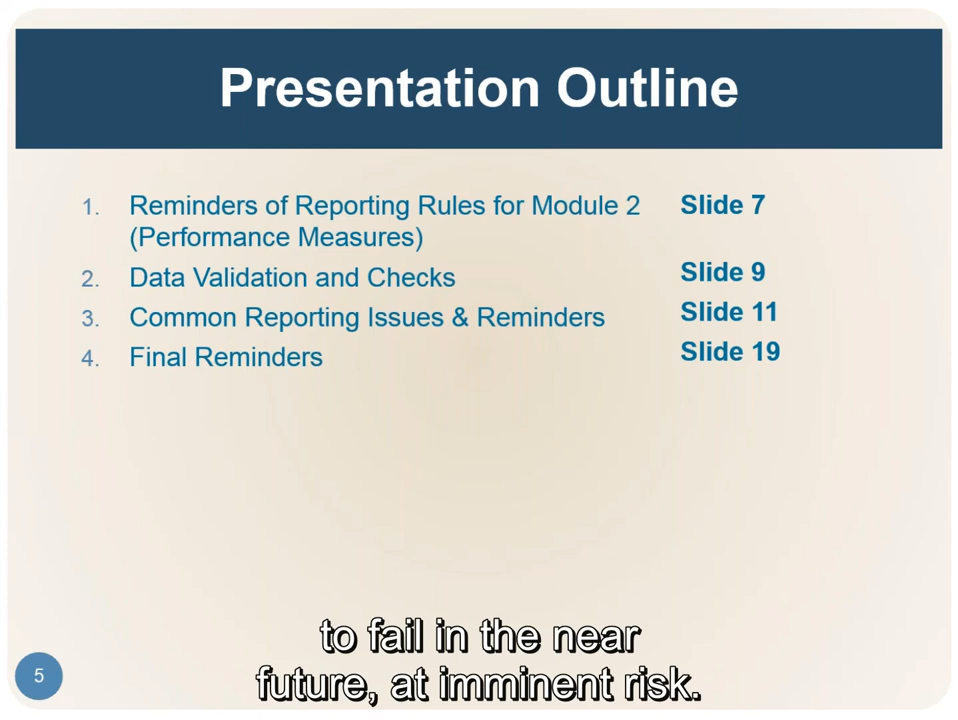 Presentation Outline
1. Reminders of Reporting Rules for Module 2 Slide 7
(Performance Measures)
2. Data Validation and Checks Slide 9
3. Common Reporting Issues & Reminders Slide 11
4. Final Reminders Slide 19
to fail in the near
future, at imminent risk.
5